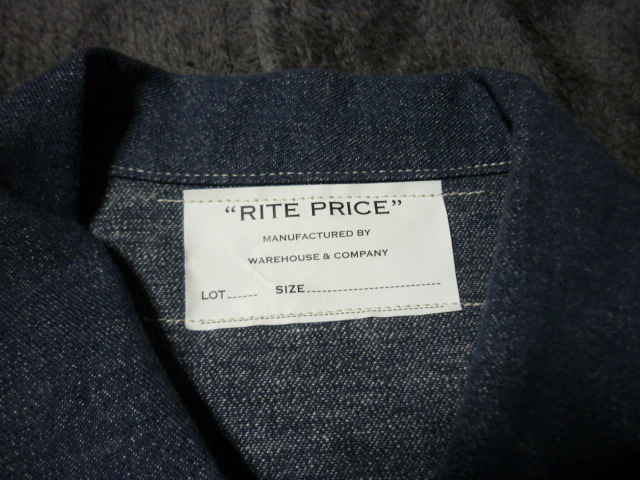 “RITE PRICE”
MANUFACTURED BY
WAREHOUSE & COMPANY
LOT...... SIZE..............................